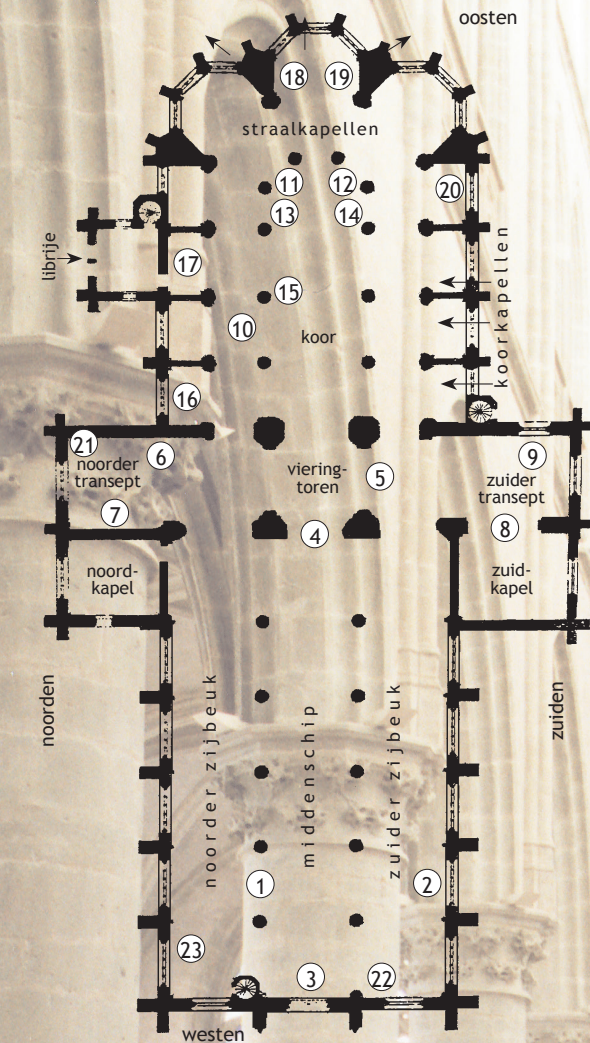 oosten
18
19
straalkapellen
11
12
20
13
14
librije
17
koorkapellen
15
10
koor
16
21
noorder
transept
6
viering-
toren
5
9
zuider
transept
7
4
8
noord-
kapel
zuid-
kapel
noorden
noorder zijbeuk
middenschip
zuider zijbeuk
zuiden
1
2
23
3
22
westen